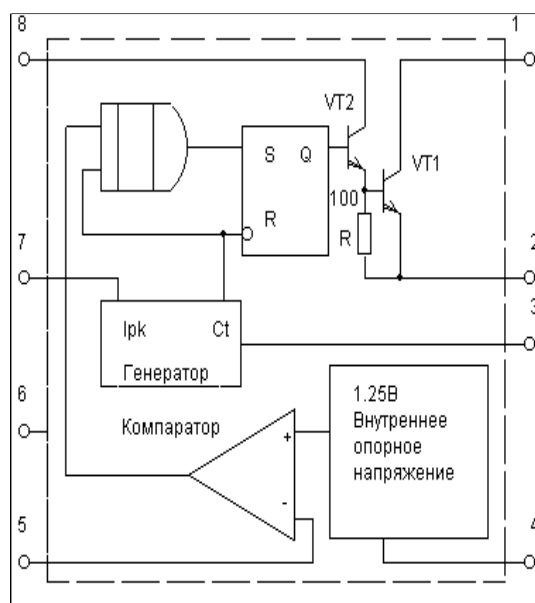 8
1
VT2
S Q
VT1
100
R
R
7
2
3
Ipk Ct
Генератор
6
Компаратор
1.25В
Внутреннее
опорное
напряжение
+
-
5
4